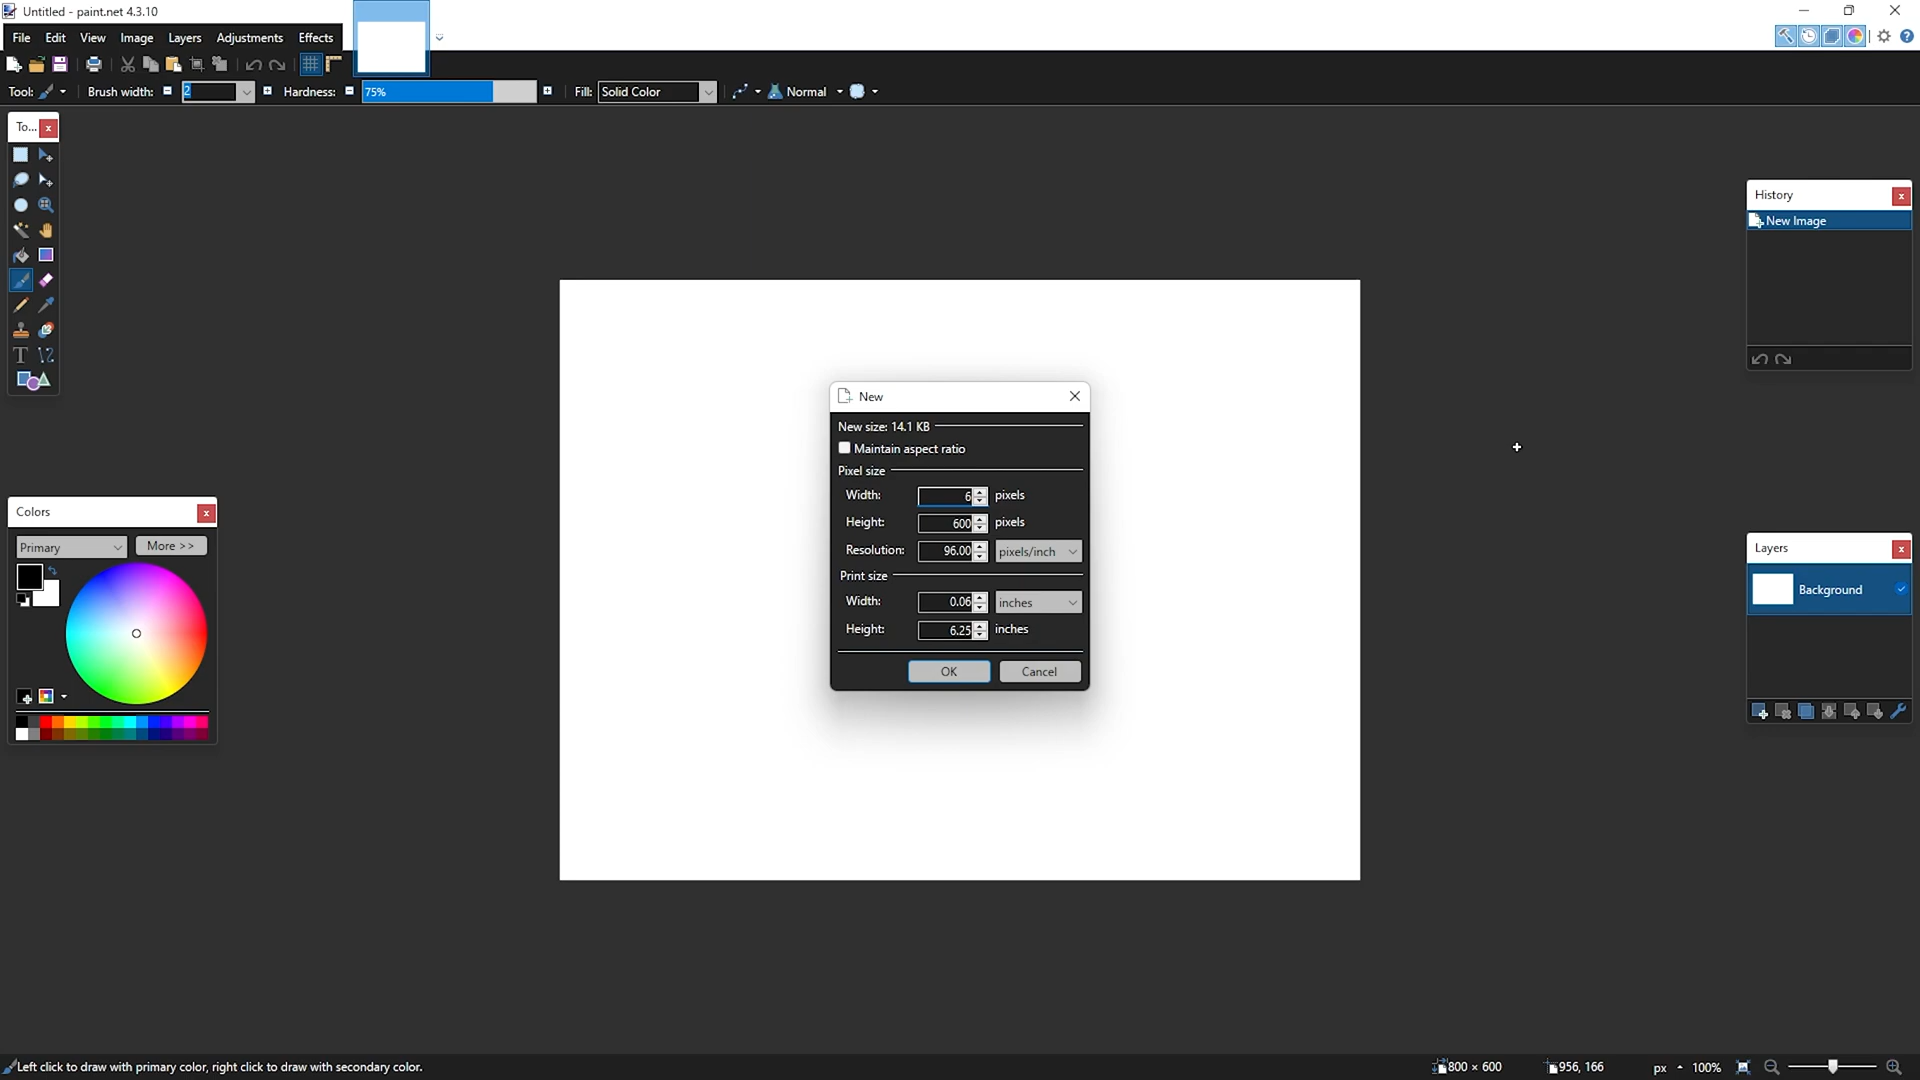 Untitled - paint.net 4.3.10
File Edit View Image Layers Adjustments Effects
Tool: Brush width: 2 Hardness: 75% Fill: Solid Color Normal
To...
History
New Image
New
New size: 14.1 KB
Maintain aspect ratio
Pixel size
Width: 6 pixels
Height: 600 pixels
Resolution: 96.00 pixels/inch
Print size
Width: 0.06 inches
Height: 6.25 inches
OK Cancel
Colors
Primary More >>
Layers
Background
Left click to draw with primary color, right click to draw with secondary color.
800 × 600 956, 166 px 100%